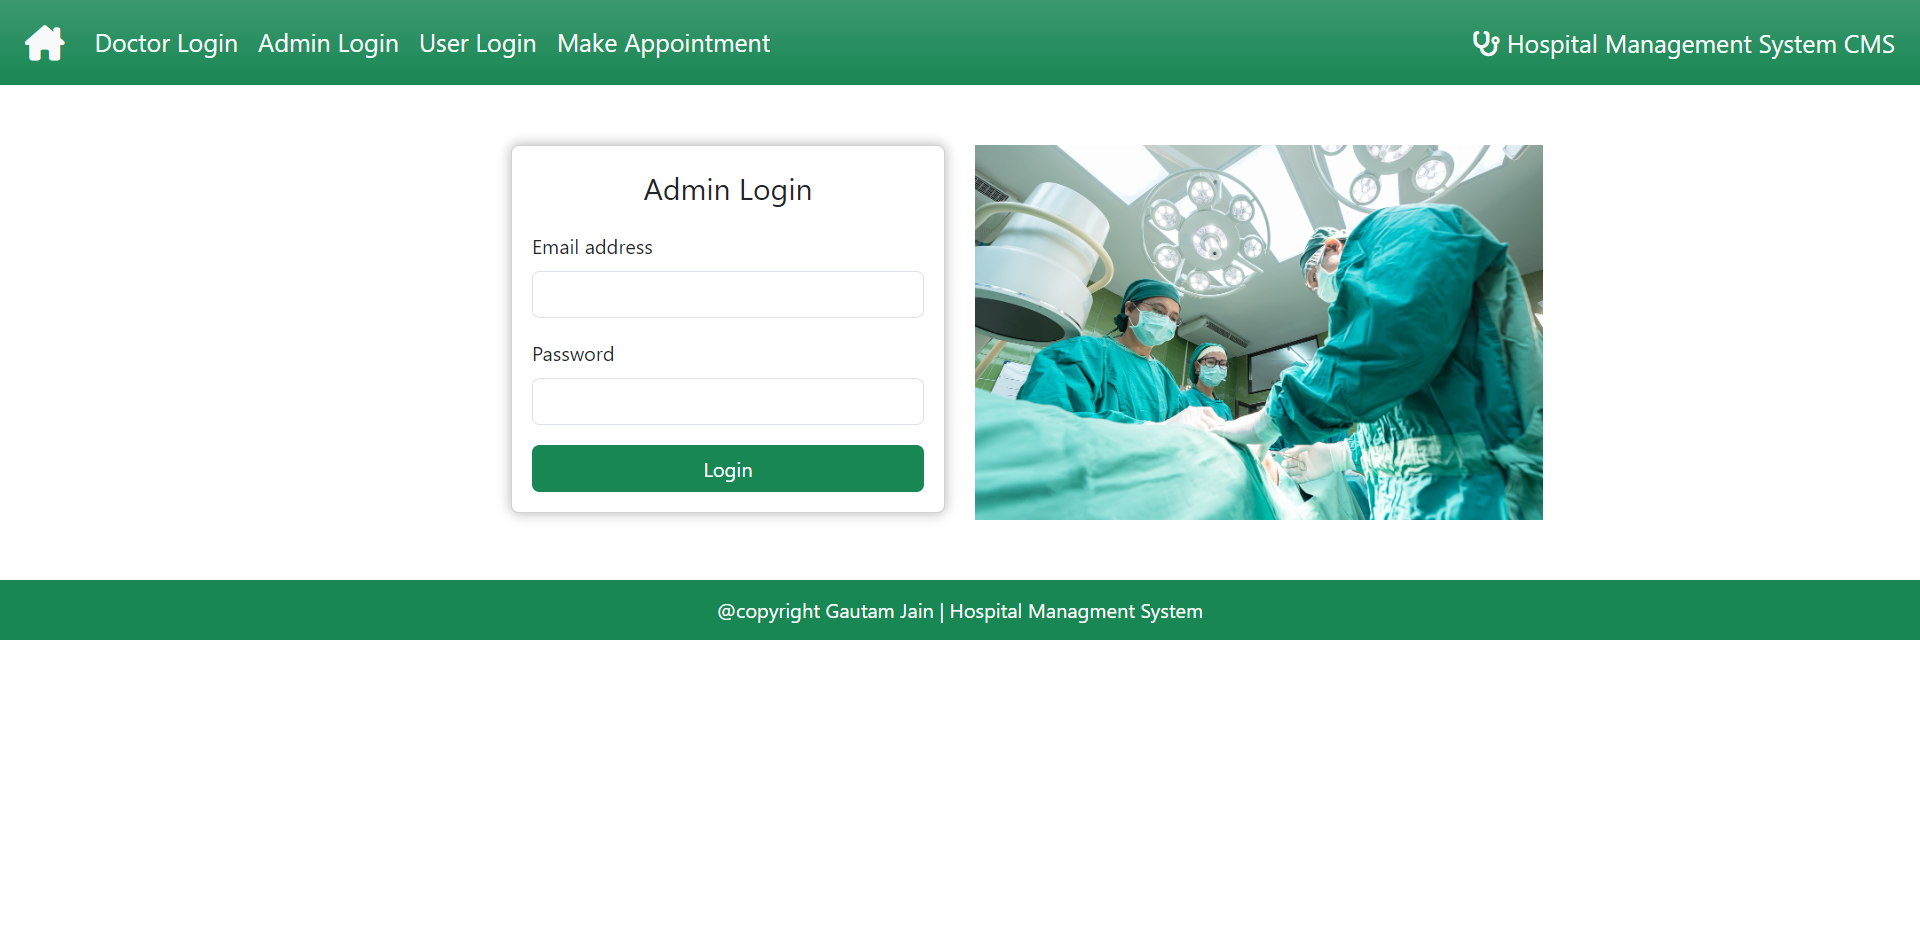 Doctor Login Admin Login User Login Make Appointment Hospital Management System CMS
Admin Login
Email address
Password
Login
@copyright Gautam Jain | Hospital Managment System